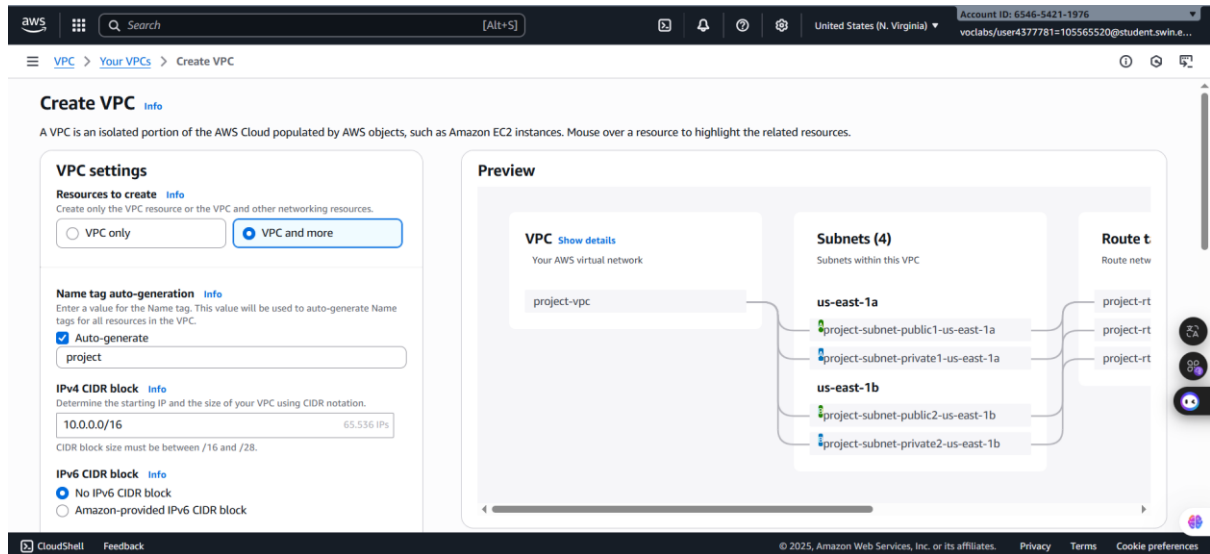 aws
Search [Alt+S]
United States (N. Virginia) ▼
Account ID: 6546-5421-1976
voclabs/user4377781=105565520@student.swin.e...
VPC > Your VPCs > Create VPC
Create VPC Info
A VPC is an isolated portion of the AWS Cloud populated by AWS objects, such as Amazon EC2 instances. Mouse over a resource to highlight the related resources.
VPC settings
Resources to create Info
Create only the VPC resource or the VPC and other networking resources.
VPC only
VPC and more
Name tag auto-generation Info
Enter a value for the Name tag. This value will be used to auto-generate Name
tags for all resources in the VPC.
Auto-generate
project
IPv4 CIDR block Info
Determine the starting IP and the size of your VPC using CIDR notation.
10.0.0.0/16 65.536 IPs
CIDR block size must be between /16 and /28.
IPv6 CIDR block Info
No IPv6 CIDR block
Amazon-provided IPv6 CIDR block
Preview
VPC Show details
Your AWS virtual network
project-vpc
Subnets (4)
Subnets within this VPC
us-east-1a
project-subnet-public1-us-east-1a
project-subnet-private1-us-east-1a
us-east-1b
project-subnet-public2-us-east-1b
project-subnet-private2-us-east-1b
Route t
Route netw
project-rt
project-rt
project-rt
CloudShell Feedback
© 2025, Amazon Web Services, Inc. or its affiliates. Privacy Terms Cookie preferences